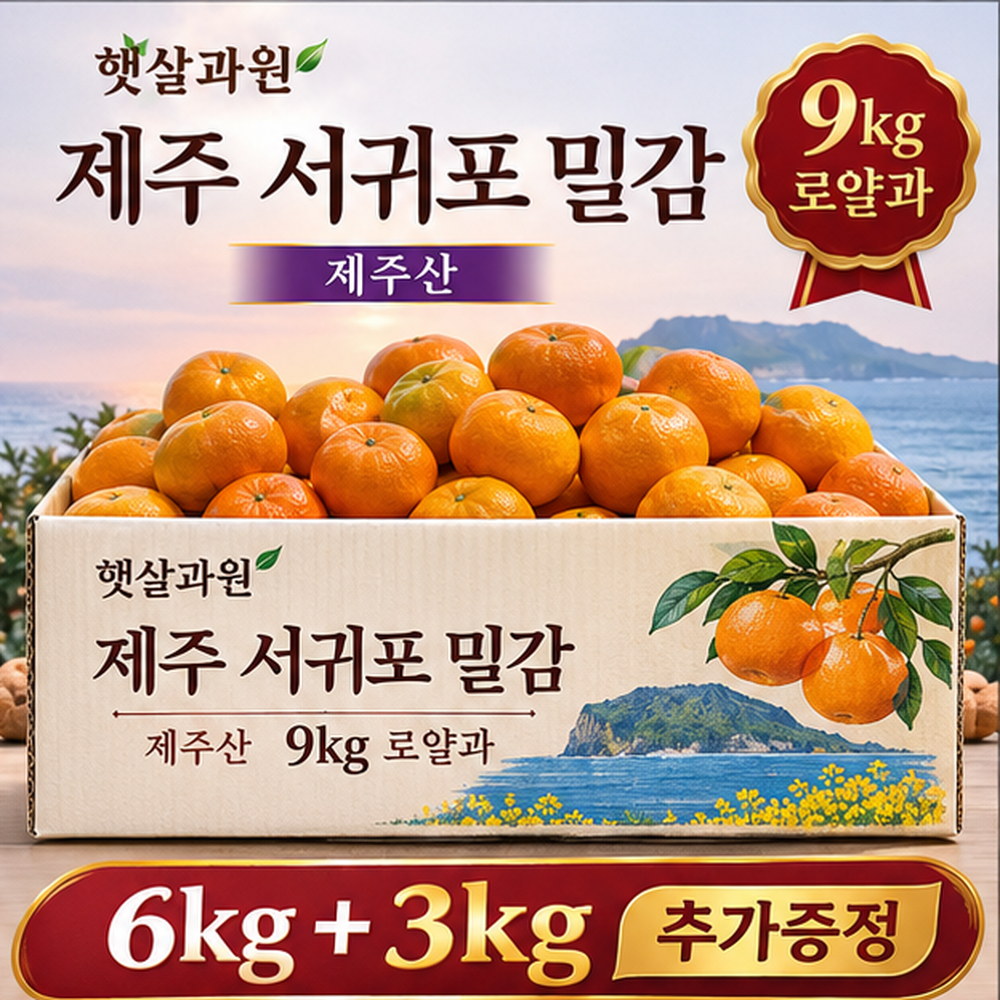 햇살과원
제주 서귀포 밀감
제주산
9kg
로얄과
햇살과원
제주 서귀포 밀감
제주산 9kg 로얄과
6kg + 3kg 추가증정